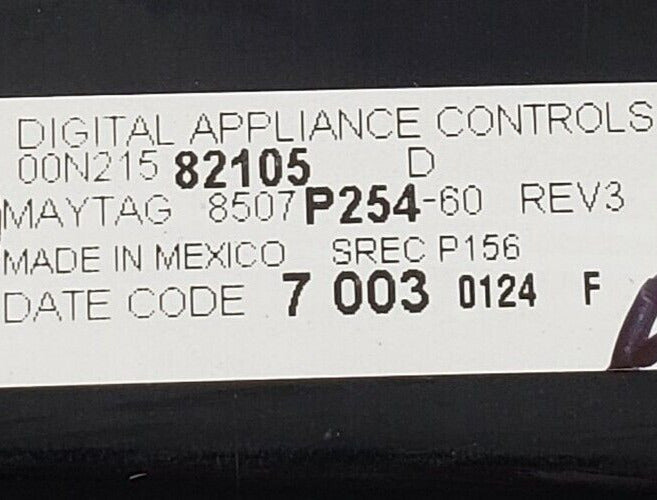 DIGITAL APPLIANCE CONTROLS
00N215 82105 D
MAYTAG 8507P254-60 REV3
MADE IN MEXICO SREC P156
DATE CODE 7 003 0124 F